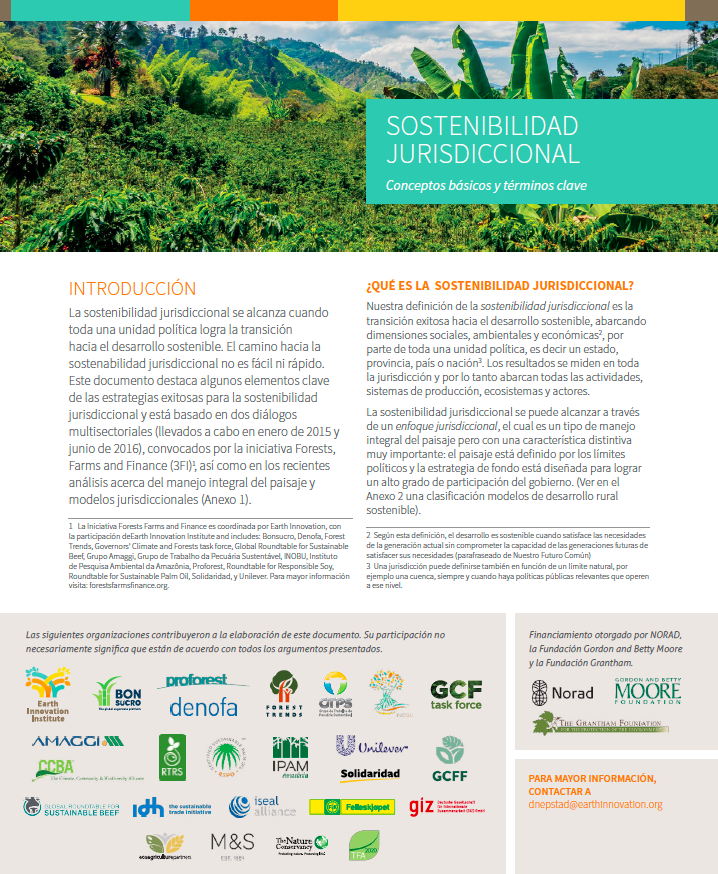 SOSTENIBILIDAD
JURISDICCIONAL
Conceptos básicos y términos clave
INTRODUCCIÓN
La sostenibilidad jurisdiccional se alcanza cuando
toda una unidad política logra la transición
hacia el desarrollo sostenible. El camino hacia la
sostenabilidad jurisdiccional no es fácil ni rápido.
Este documento destaca algunos elementos clave
de las estrategias exitosas para la sostenibilidad
jurisdiccional y está basado en dos diálogos
multisectoriales (llevados a cabo en enero de 2015 y
junio de 2016), convocados por la iniciativa Forests,
Farms and Finance (3FI)¹, así como en los recientes
análisis acerca del manejo integral del paisaje y
modelos jurisdiccionales (Anexo 1).
1 La Iniciativa Forests Farms and Finance es coordinada por Earth Innovation, con
la participación deEarth Innovation Institute and includes: Bonsucro, Denofa, Forest
Trends, Governors' Climate and Forests task force, Global Roundtable for Sustainable
Beef, Grupo Amaggi, Grupo de Trabalho da Pecuária Sustentável, INOBU, Instituto
de Pesquisa Ambiental da Amazônia, Proforest, Roundtable for Responsible Soy,
Roundtable for Sustainable Palm Oil, Solidaridad, y Unilever. Para mayor información
visita: forestsfarmsfinance.org.
¿QUÉ ES LA SOSTENIBILIDAD JURISDICCIONAL?
Nuestra definición de la sostenibilidad jurisdiccional es la
transición exitosa hacia el desarrollo sostenible, abarcando
dimensiones sociales, ambientales y económicas², por
parte de toda una unidad política, es decir un estado,
provincia, país o nación³. Los resultados se miden en toda
la jurisdicción y por lo tanto abarcan todas las actividades,
sistemas de producción, ecosistemas y actores.
La sostenibilidad jurisdiccional se puede alcanzar a través
de un enfoque jurisdiccional, el cual es un tipo de manejo
integral del paisaje pero con una característica distintiva
muy importante: el paisaje está definido por los límites
políticos y la estrategia de fondo está diseñada para lograr
un alto grado de participación del gobierno. (Ver en el
Anexo 2 una clasificación modelos de desarrollo rural
sostenible).
2 Según esta definición, el desarrollo es sostenible cuando satisface las necesidades
de la generación actual sin comprometer la capacidad de las generaciones futuras de
satisfacer sus necesidades (parafraseado de Nuestro Futuro Común)
3 Una jurisdicción puede definirse también en función de un límite natural, por
ejemplo una cuenca, siempre y cuando haya políticas públicas relevantes que operen
a ese nivel.
Las siguientes organizaciones contribuyeron a la elaboración de este documento. Su participación no
necesariamente significa que están de acuerdo con todos los argumentos presentados.
Earth
Innovation
Institute
BON
SUCRO
proforest
denofa
FOREST
TRENDS
GTPS
GCF
task force
AMAGGI
CCBA
The Climate, Community & Biodiversity Alliance
RTRS
RSPO
IPAM
Amazônia
Unilever
Solidaridad
GCFF
GLOBAL ROUNDTABLE FOR
SUSTAINABLE BEEF
idh
the sustainable
trade initiative
iseal
alliance
Felleskjøpet
giz
Deutsche Gesellschaft
für Internationale
Zusammenarbeit (GIZ) GmbH
ecoagriculturepartners
M&S
EST. 1884
The Nature
Conservancy
Protecting nature. Preserving life.
TFA
2020
Financiamiento otorgado por NORAD,
la Fundación Gordon and Betty Moore
y la Fundación Grantham.
Norad
GORDON AND BETTY
MOORE
FOUNDATION
THE GRANTHAM FOUNDATION
FOR THE PROTECTION OF THE ENVIRONMENT
PARA MAYOR INFORMACIÓN,
CONTACTAR A
dnepstad@earthinnovation.org